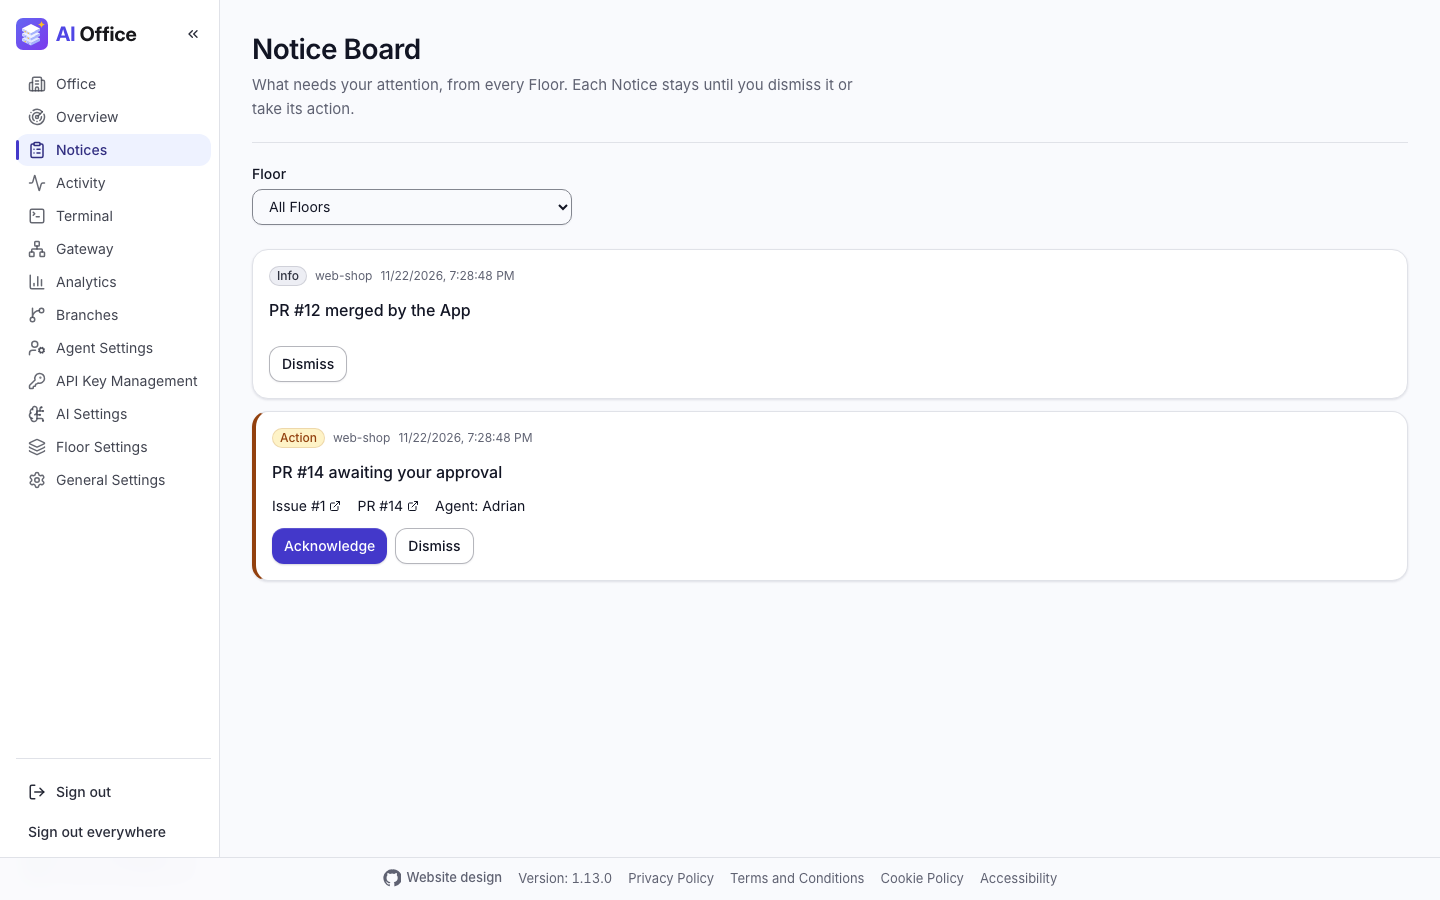 AI Office
Office
Overview
Notices
Activity
Terminal
Gateway
Analytics
Branches
Agent Settings
API Key Management
AI Settings
Floor Settings
General Settings
Sign out
Sign out everywhere
Notice Board
What needs your attention, from every Floor. Each Notice stays until you dismiss it or
take its action.
Floor
All Floors
Info web-shop 11/22/2026, 7:28:48 PM
PR #12 merged by the App
Dismiss
Action web-shop 11/22/2026, 7:28:48 PM
PR #14 awaiting your approval
Issue #1 PR #14 Agent: Adrian
Acknowledge Dismiss
Website design Version: 1.13.0 Privacy Policy Terms and Conditions Cookie Policy Accessibility